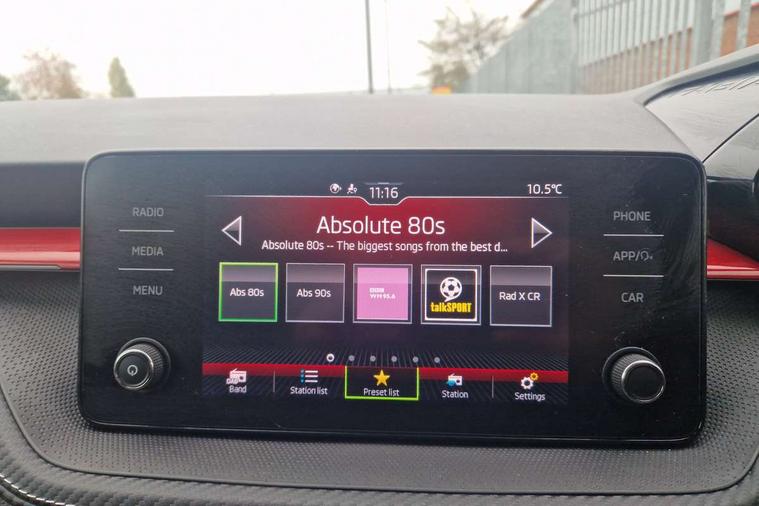 11:16
10.5°C
RADIO
MEDIA
MENU
Absolute 80s
Absolute 80s -- The biggest songs from the best d...
Abs 80s
Abs 90s
BBC
WM 95.6
talkSPORT
Rad X CR
DAB
Band
Station list
Preset list
Station
Settings
PHONE
APP/
CAR